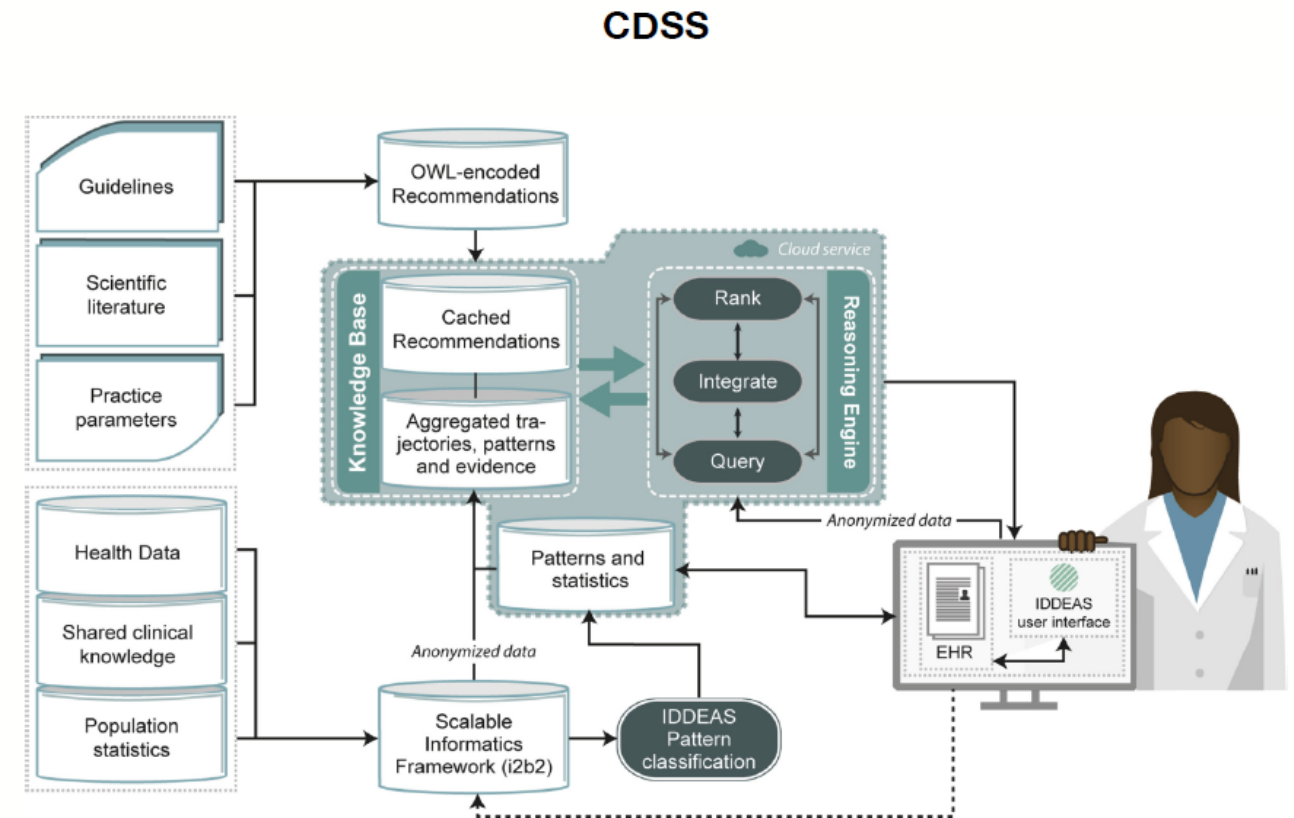 CDSS
Guidelines
Scientific
literature
Practice
parameters
OWL-encoded
Recommendations
Cloud service
Knowledge Base
Cached
Recommendations
Aggregated tra-
jectories, patterns
and evidence
Rank
Integrate
Query
Reasoning Engine
Health Data
Shared clinical
knowledge
Population
statistics
Patterns and
statistics
Anonymized data
Anonymized data
Scalable
Informatics
Framework (i2b2)
IDDEAS
Pattern
classification
EHR
IDDEAS
user interface